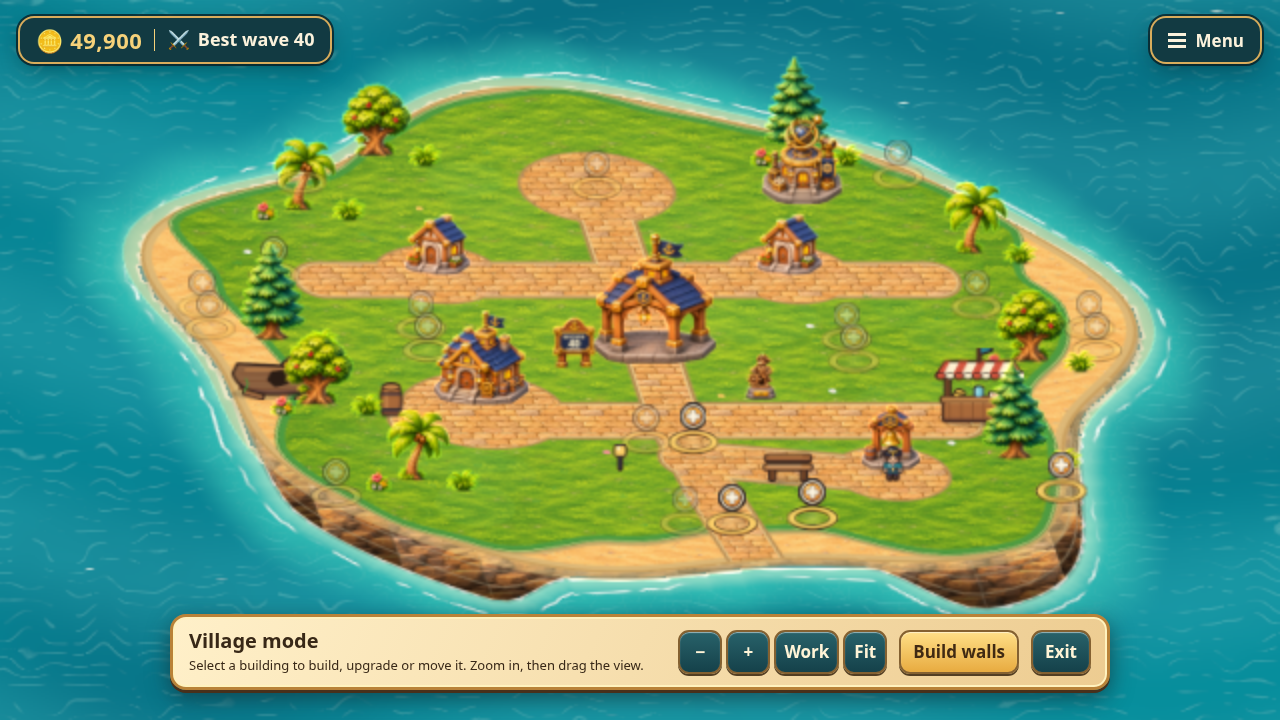 49,900
Best wave 40
Menu
Village mode
Select a building to build, upgrade or move it. Zoom in, then drag the view.
−
+
Work
Fit
Build walls
Exit